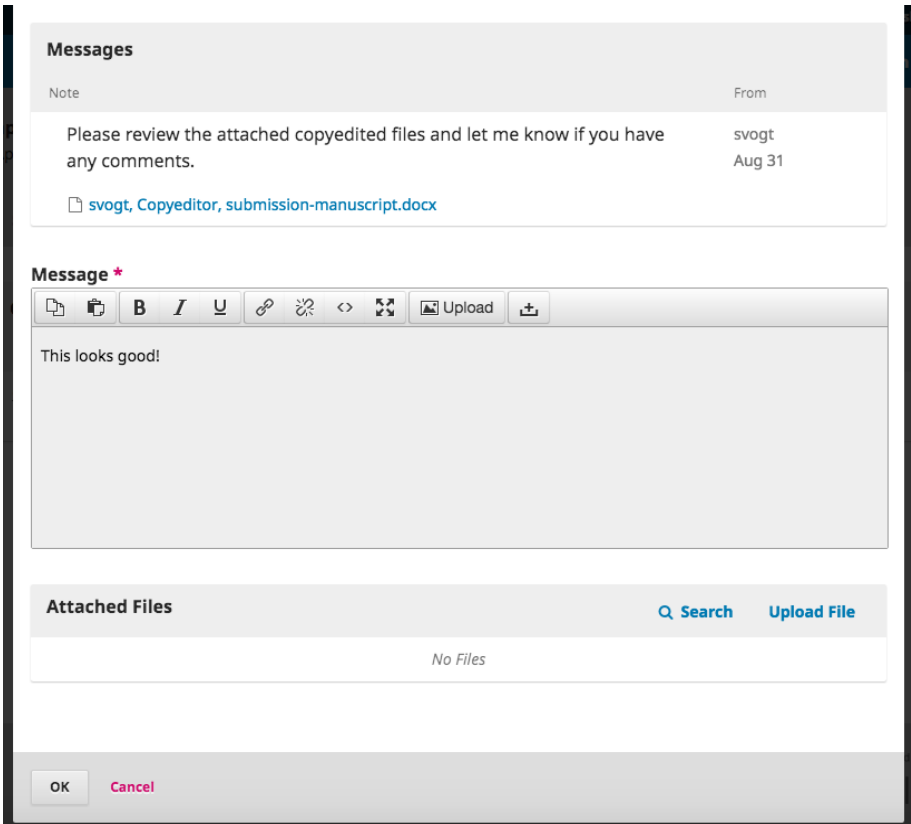 Messages
Note From
Please review the attached copyedited files and let me know if you have svogt
any comments. Aug 31
svogt, Copyeditor, submission-manuscript.docx
Message *
B I U Upload
This looks good!
Attached Files Search Upload File
No Files
OK Cancel